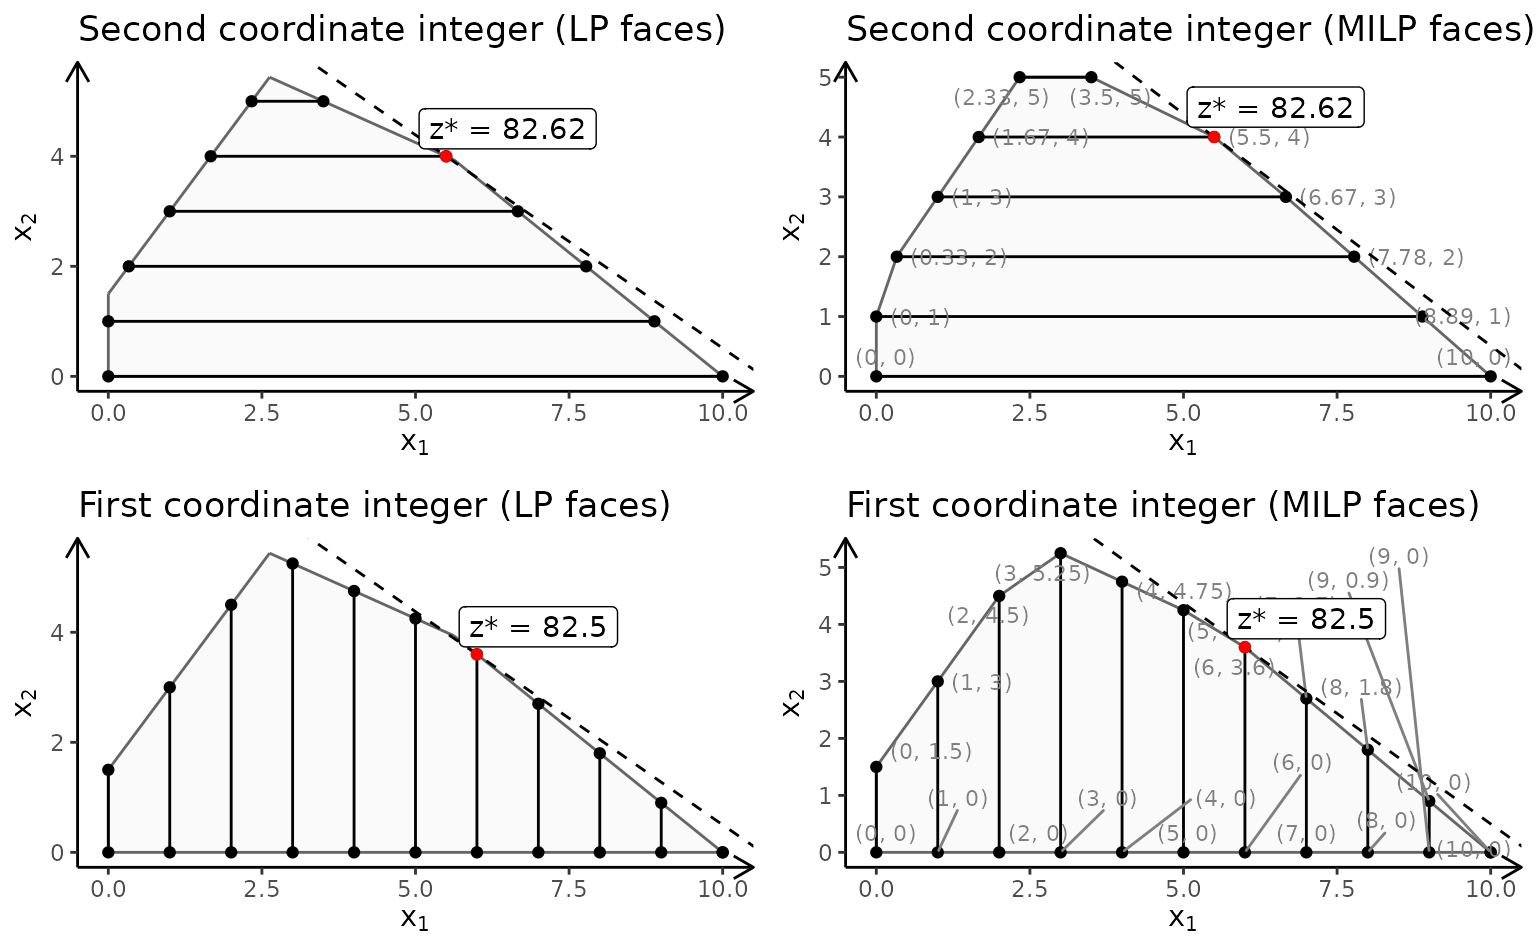 Second coordinate integer (LP faces)
z* = 82.62
4
2
0
x2
0.0 2.5 5.0 7.5 10.0
x1
Second coordinate integer (MILP faces)
5
4
3
2
1
0
x2
(2.33, 5) (3.5, 5)
z* = 82.62
(1.67, 4) (5.5, 4)
(1, 3) (6.67, 3)
(0.33, 2) (7.78, 2)
(0, 1) (8.89, 1)
(0, 0) (10, 0)
0.0 2.5 5.0 7.5 10.0
x1
First coordinate integer (LP faces)
z* = 82.5
4
2
0
x2
0.0 2.5 5.0 7.5 10.0
x1
First coordinate integer (MILP faces)
5
4
3
2
1
0
x2
(9, 0)
(3, 5.25) (9, 0.9)
(4, 4.75)
(2, 4.5) z* = 82.5
(5,
(6, 3.6)
(1, 3) (8, 1.8)
(0, 1.5) (6, 0)
(10, 0)
(1, 0) (3, 0) (4, 0)
(8, 0)
(0, 0) (2, 0) (5, 0) (7, 0)
(10, 0)
0.0 2.5 5.0 7.5 10.0
x1